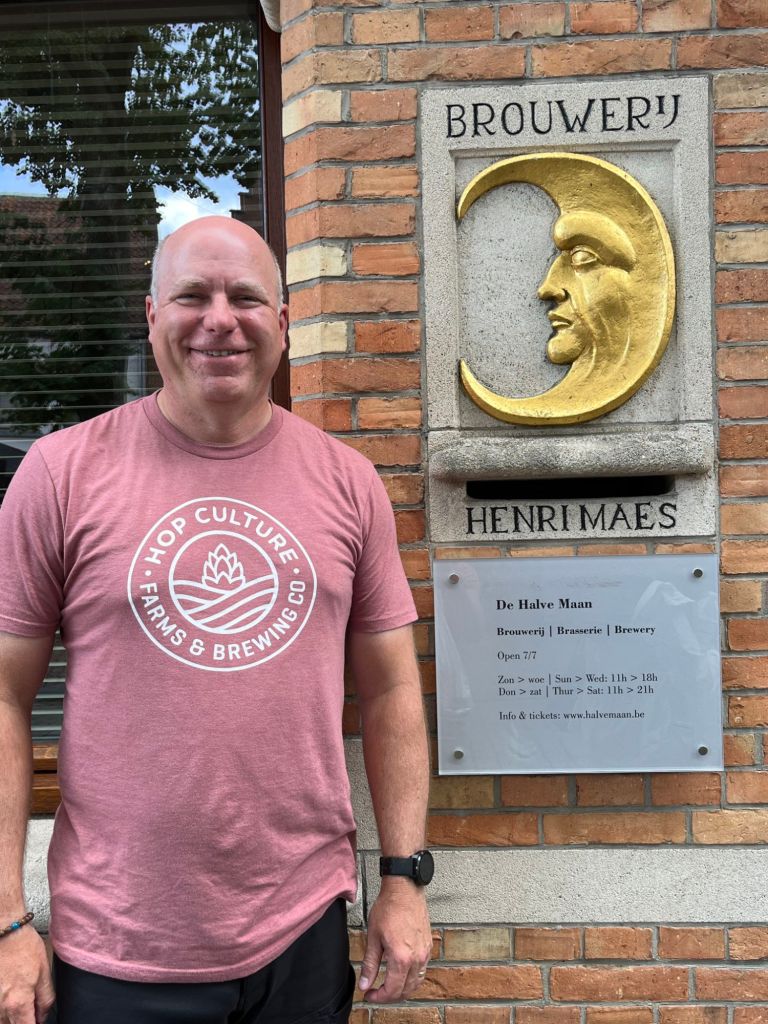 BROUWERIJ
HENRI MAES
De Halve Maan
Brouwerij | Brasserie | Brewery
Open 7/7
Zon > woe | Sun > Wed: 11h > 18h
Don > zat | Thur > Sat: 11h > 21h
Info & tickets: www.halvemaan.be
· HOP CULTURE ·
FARMS & BREWING CO